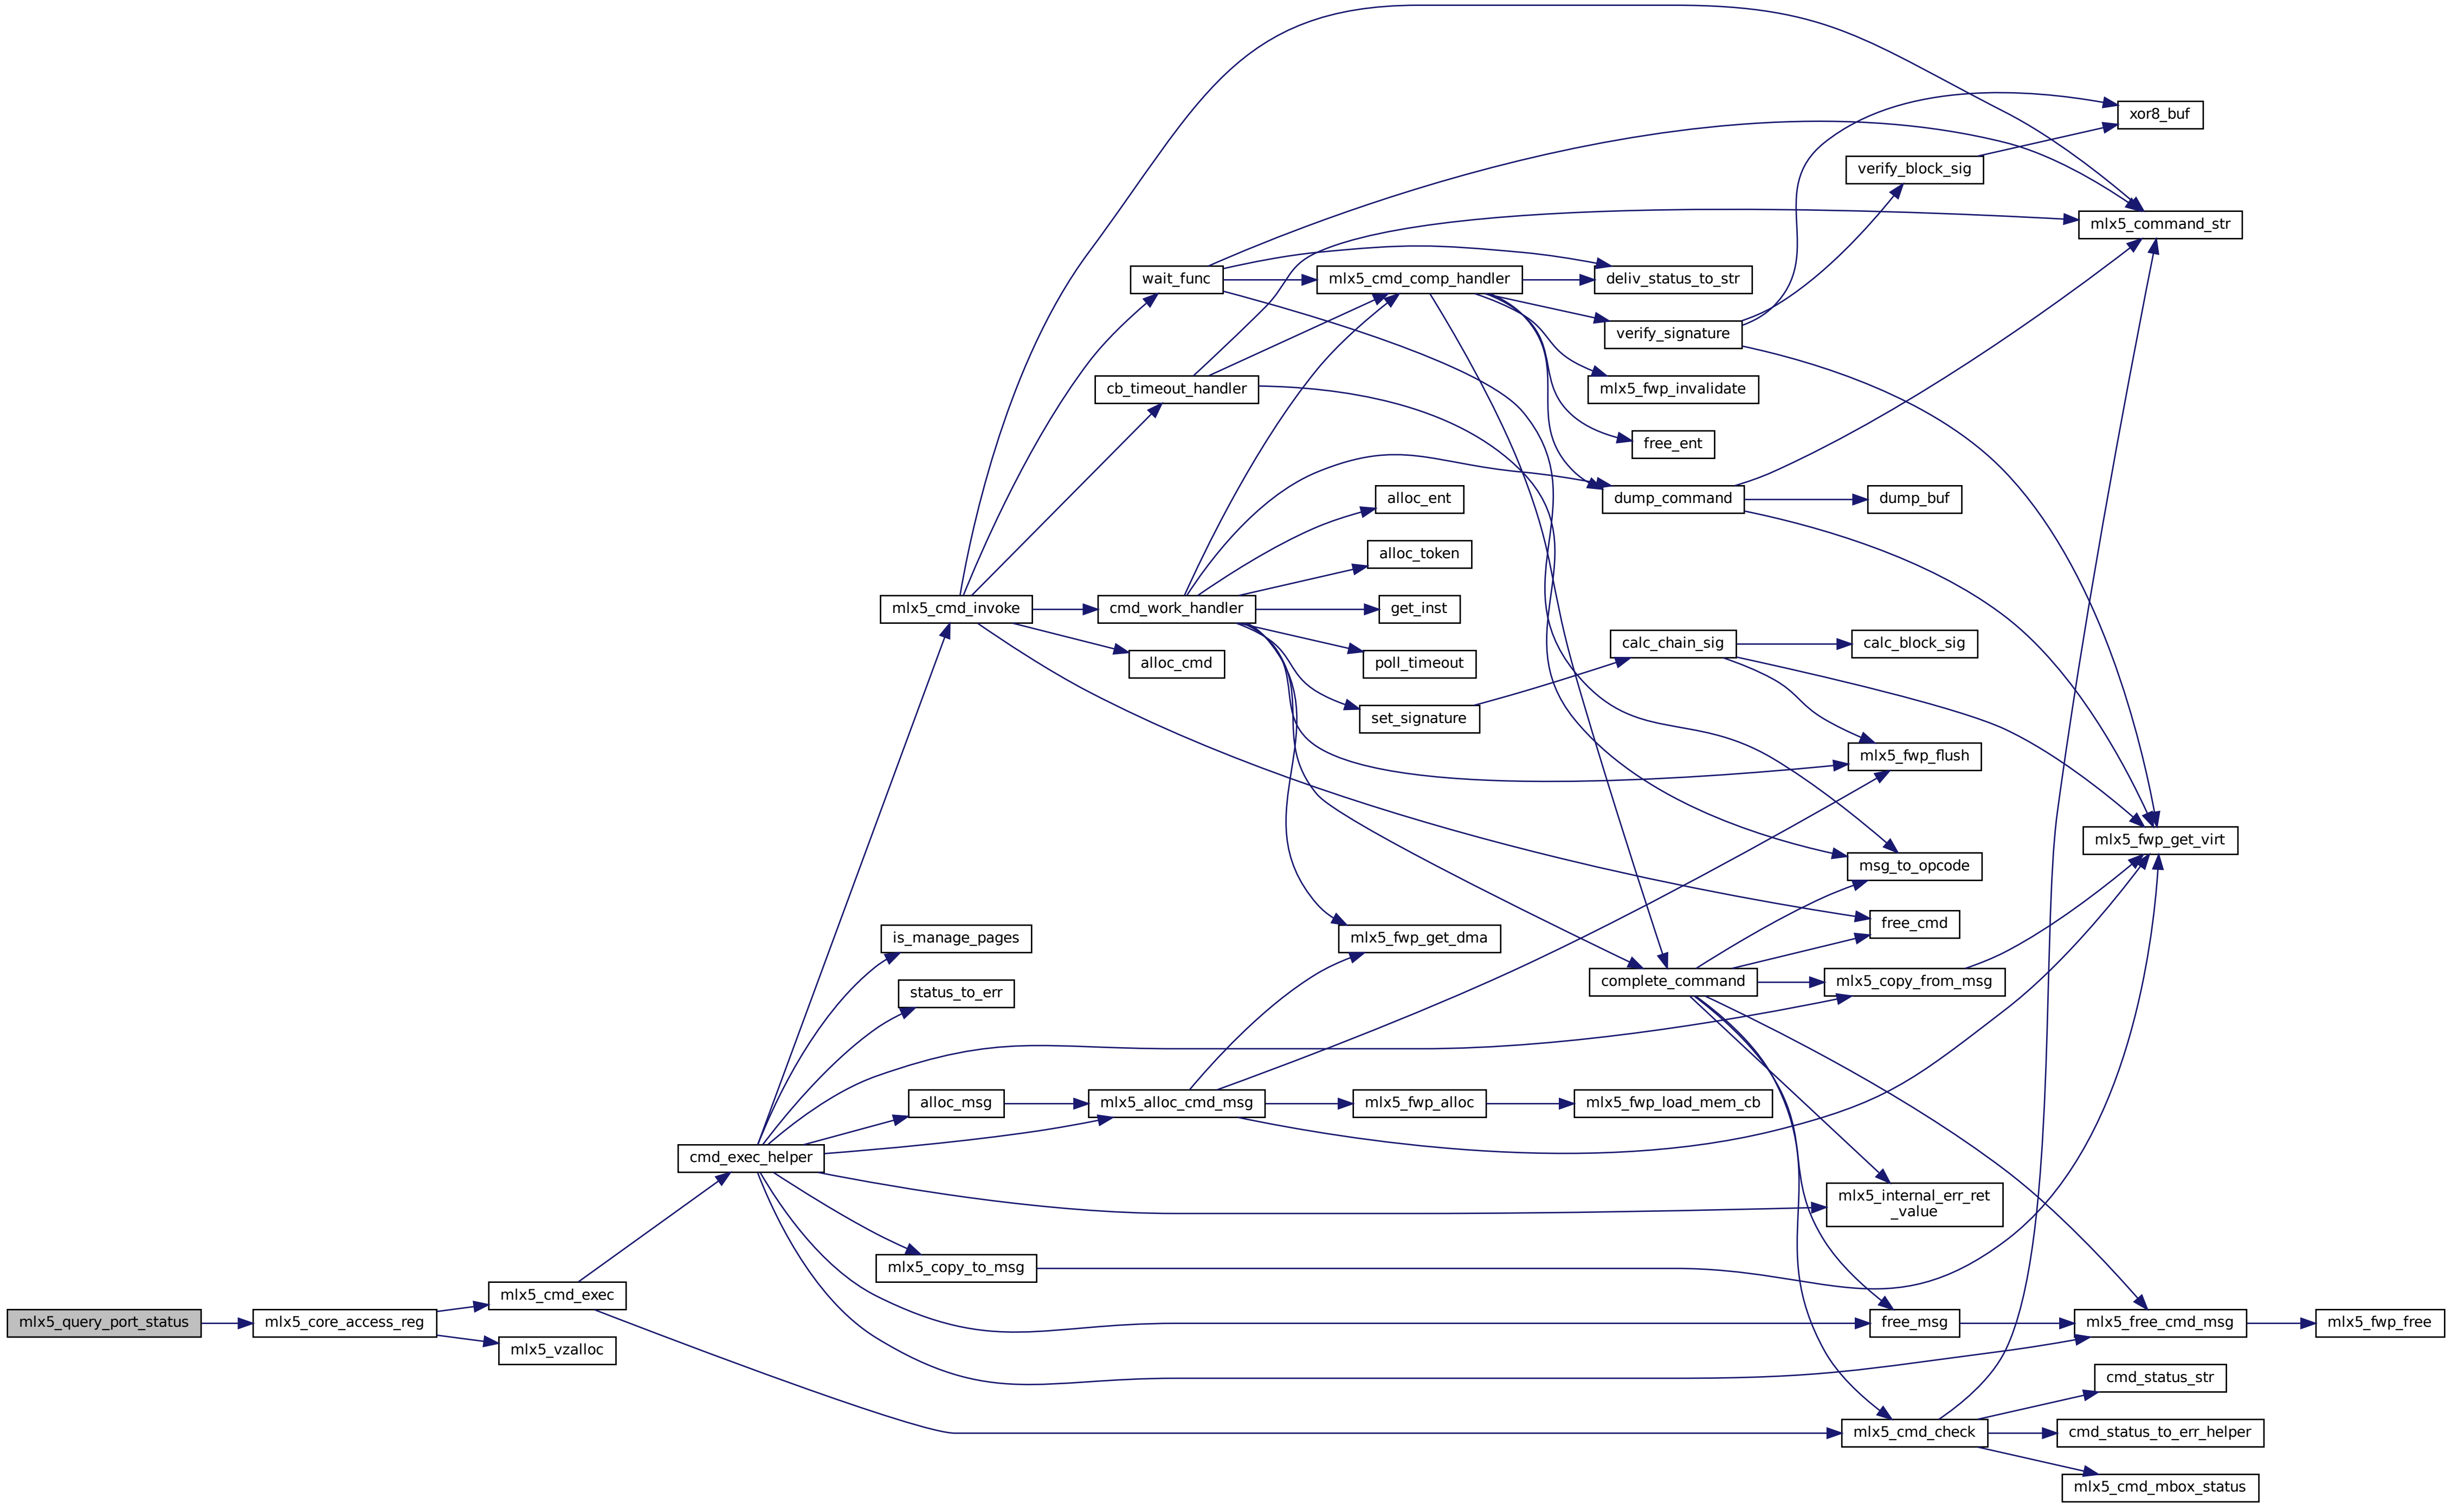 xor8_buf
verify_block_sig
mlx5_command_str
wait_func
mlx5_cmd_comp_handler
deliv_status_to_str
verify_signature
cb_timeout_handler
mlx5_fwp_invalidate
free_ent
alloc_ent
dump_command
dump_buf
alloc_token
mlx5_cmd_invoke
cmd_work_handler
get_inst
calc_chain_sig
calc_block_sig
alloc_cmd
poll_timeout
set_signature
mlx5_fwp_flush
mlx5_fwp_get_virt
msg_to_opcode
free_cmd
is_manage_pages
mlx5_fwp_get_dma
complete_command
mlx5_copy_from_msg
status_to_err
alloc_msg
mlx5_alloc_cmd_msg
mlx5_fwp_alloc
mlx5_fwp_load_mem_cb
cmd_exec_helper
mlx5_internal_err_ret
_value
mlx5_copy_to_msg
mlx5_cmd_exec
mlx5_query_port_status
mlx5_core_access_reg
free_msg
mlx5_free_cmd_msg
mlx5_fwp_free
mlx5_vzalloc
cmd_status_str
mlx5_cmd_check
cmd_status_to_err_helper
mlx5_cmd_mbox_status